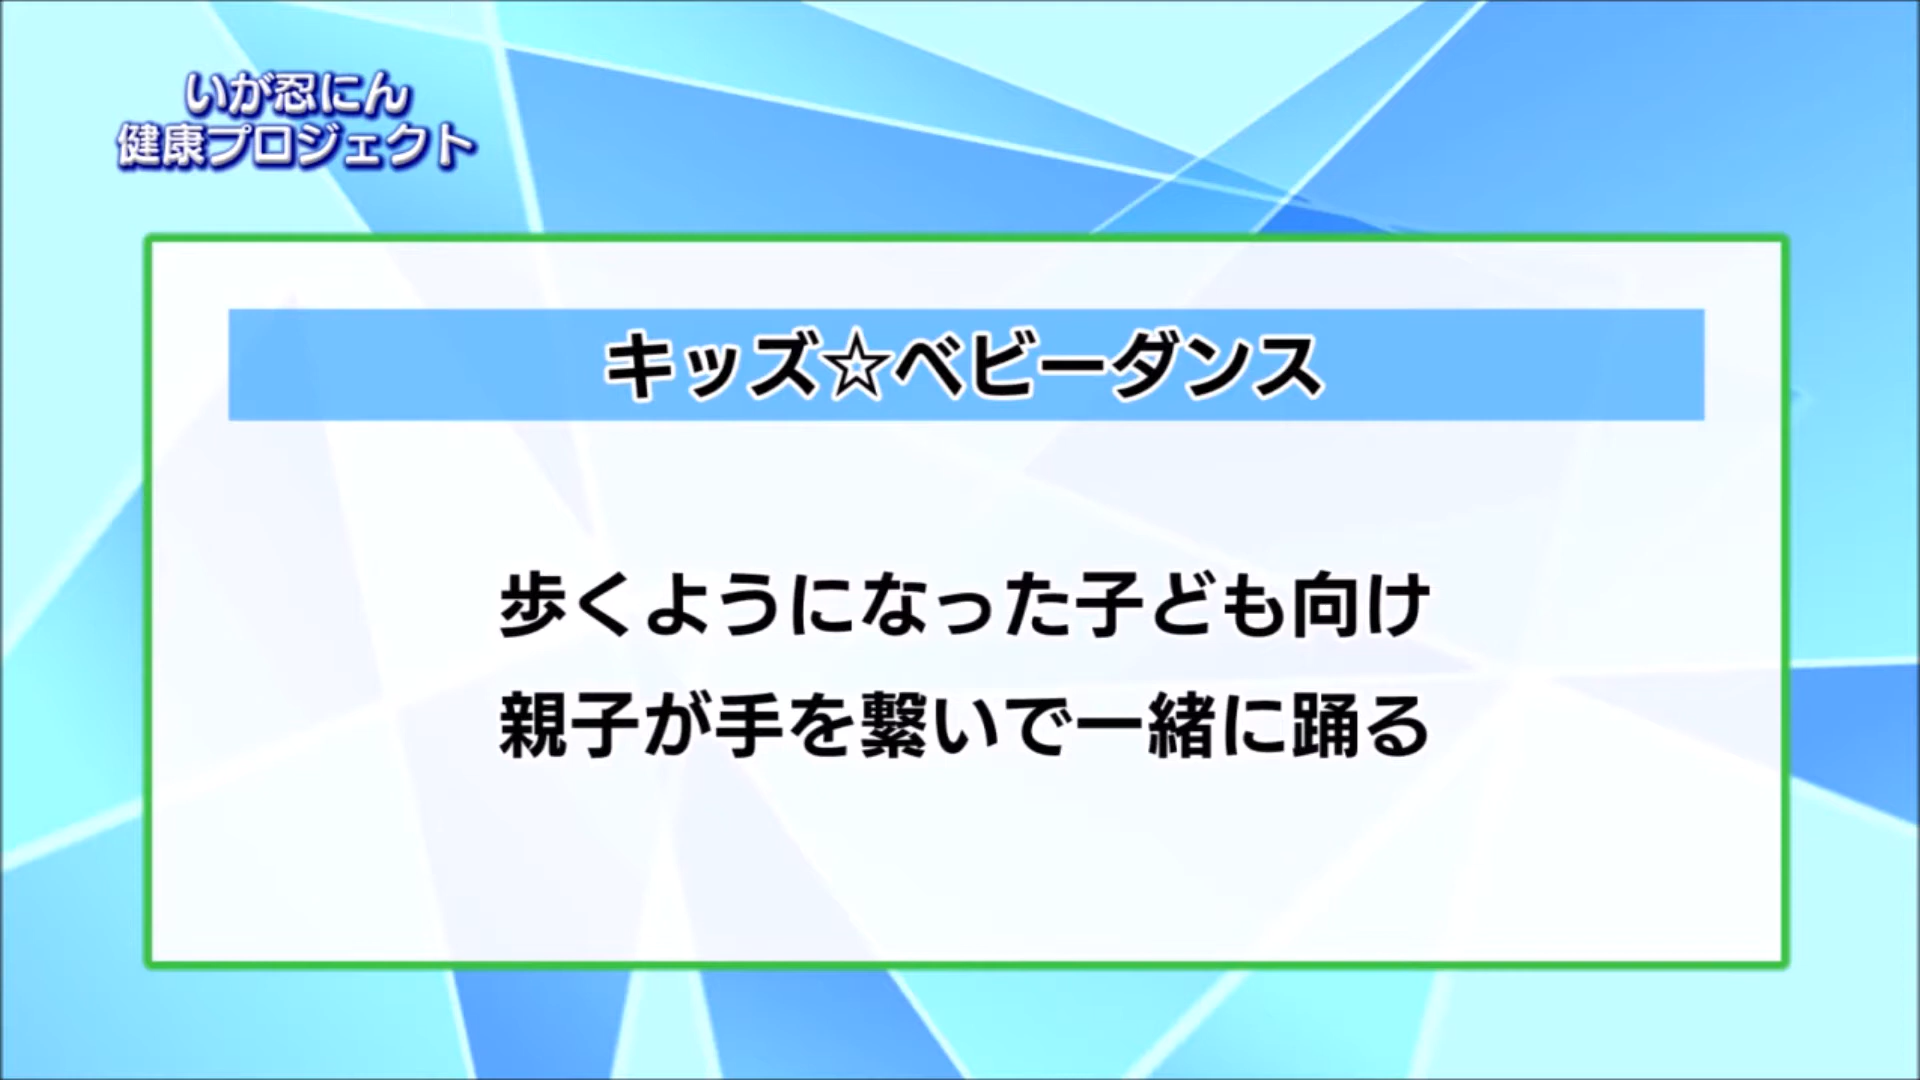 いが忍にん
健康プロジェクト
キッズ☆ベビーダンス
歩くようになった子ども向け
親子が手を繋いで一緒に踊る